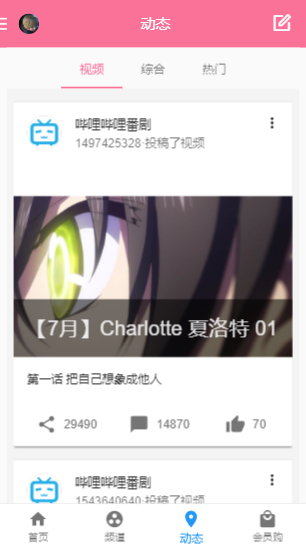 动态
视频
综合
热门
哔哩哔哩番剧
1497425328·投稿了视频
【7月】Charlotte 夏洛特 01
第一话 把自己想象成他人
29490
14870
70
哔哩哔哩番剧
1543640640·投稿了视频
首页
频道
动态
会员购